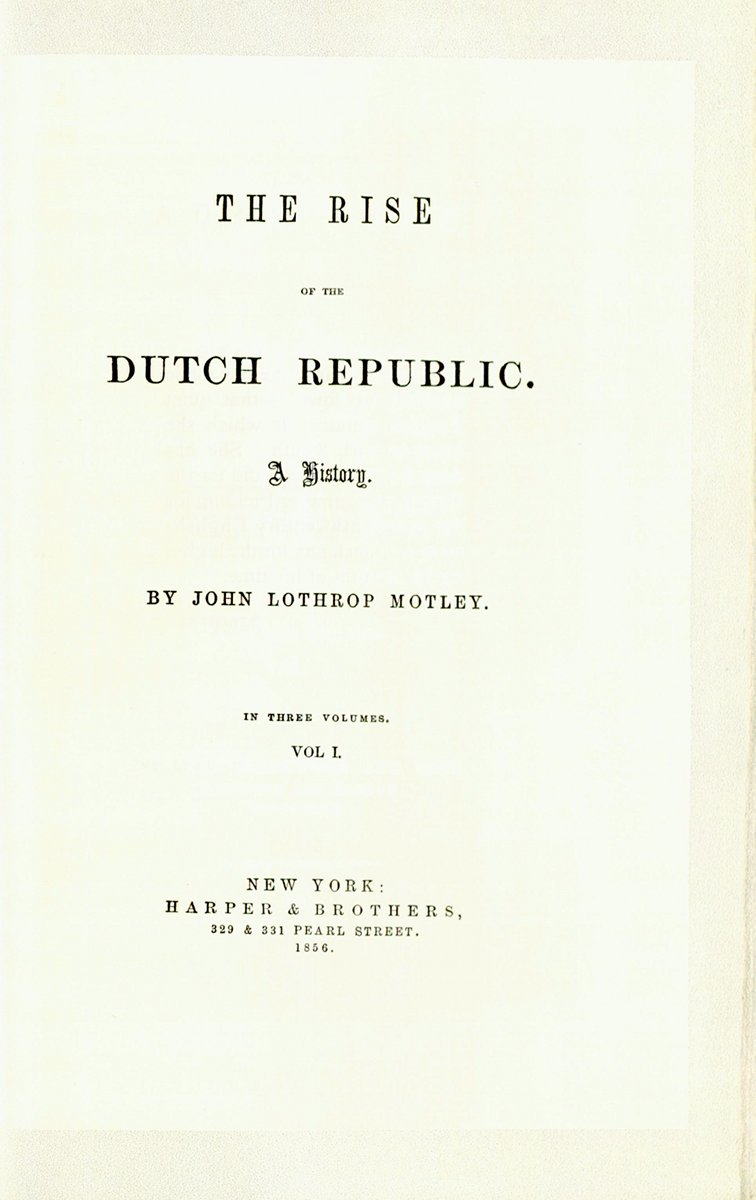 THE RISE
OF THE
DUTCH REPUBLIC.
A History.
BY JOHN LOTHROP MOTLEY.
IN THREE VOLUMES.
VOL I.
NEW YORK:
HARPER & BROTHERS,
329 & 331 PEARL STREET.
1856.